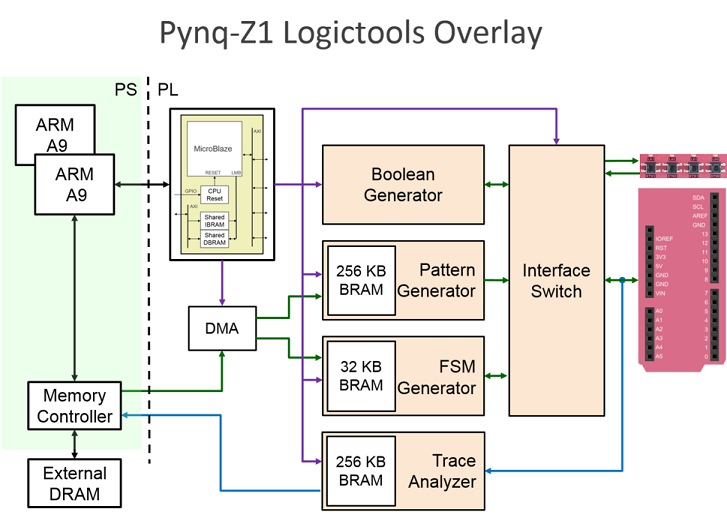 Pynq-Z1 Logictools Overlay
PS
PL
ARM
A9
ARM
A9
MicroBlaze
AXI
RESET
LMB
GPIO
CPU
Reset
AXI
Shared
IBRAM
Shared
DBRAM
Boolean
Generator
256 KB
BRAM
Pattern
Generator
DMA
32 KB
BRAM
FSM
Generator
256 KB
BRAM
Trace
Analyzer
Interface
Switch
Memory
Controller
External
DRAM
SDA
SCL
AREF
GND
13
12
11
10
9
8
IOREF
RST
3V3
5V
GND
GND
VIN
7
6
5
4
3
2
1
0
A0
A1
A2
A3
A4
A5